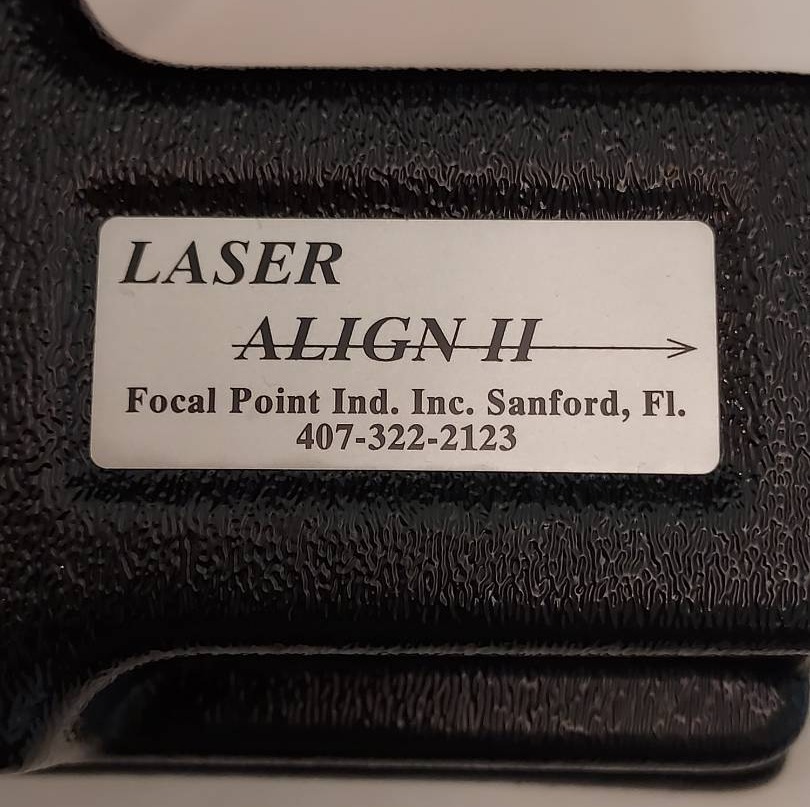 LASER
ALIGN II
Focal Point Ind. Inc. Sanford, Fl.
407-322-2123